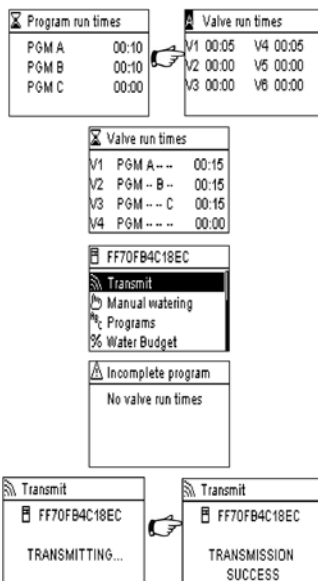 Program run times
PGM A 00:10
PGM B 00:10
PGM C 00:00
A Valve run times
V1 00:05 V4 00:05
V2 00:00 V5 00:00
V3 00:00 V6 00:00
Valve run times
V1 PGM A-- -- 00:15
V2 PGM -- B -- 00:15
V3 PGM -- -- C 00:15
V4 PGM -- -- -- 00:00
FF70FB4C18EC
Transmit
Manual watering
ABC Programs
% Water Budget
Incomplete program
No valve run times
Transmit
FF70FB4C18EC
TRANSMITTING...
Transmit
FF70FB4C18EC
TRANSMISSION
SUCCESS